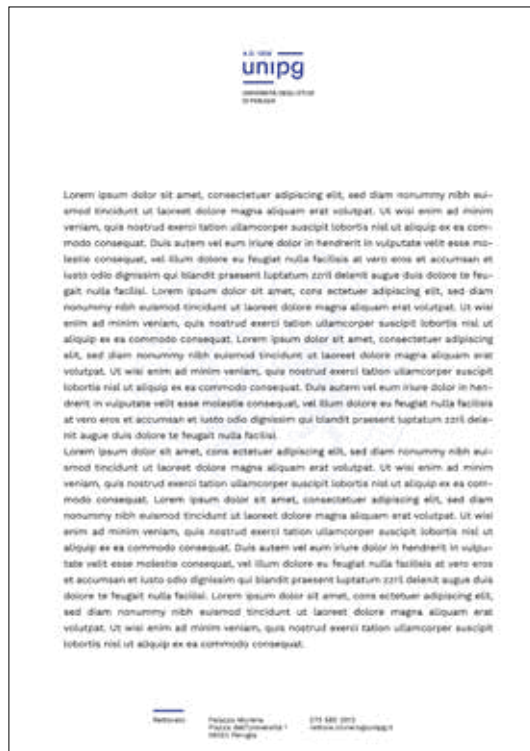 A.D. 1308
unipg
UNIVERSITÀ DEGLI STUDI
DI PERUGIA
Lorem ipsum dolor sit amet, consectetuer adipiscing elit, sed diam nonummy nibh eui-
smod tincidunt ut laoreet dolore magna aliquam erat volutpat. Ut wisi enim ad minim
veniam, quis nostrud exerci tation ullamcorper suscipit lobortis nisl ut aliquip ex ea com-
modo consequat. Duis autem vel eum iriure dolor in hendrerit in vulputate velit esse mo-
lestie consequat, vel illum dolore eu feugiat nulla facilisis at vero eros et accumsan et
iusto odio dignissim qui blandit praesent luptatum zzril delenit augue duis dolore te feu-
gait nulla facilisi. Lorem ipsum dolor sit amet, cons ectetuer adipiscing elit, sed diam
nonummy nibh euismod tincidunt ut laoreet dolore magna aliquam erat volutpat. Ut wisi
enim ad minim veniam, quis nostrud exerci tation ullamcorper suscipit lobortis nisl ut
aliquip ex ea commodo consequat. Lorem ipsum dolor sit amet, consectetuer adipiscing
elit, sed diam nonummy nibh euismod tincidunt ut laoreet dolore magna aliquam erat
volutpat. Ut wisi enim ad minim veniam, quis nostrud exerci tation ullamcorper suscipit
lobortis nisl ut aliquip ex ea commodo consequat. Duis autem vel eum iriure dolor in hen-
drerit in vulputate velit esse molestie consequat, vel illum dolore eu feugiat nulla facilisis
at vero eros et accumsan et iusto odio dignissim qui blandit praesent luptatum zzril dele-
nit augue duis dolore te feugait nulla facilisi.
Lorem ipsum dolor sit amet, cons ectetuer adipiscing elit, sed diam nonummy nibh eui-
smod tincidunt ut laoreet dolore magna aliquam erat volutpat. Ut wisi enim ad minim
veniam, quis nostrud exerci tation ullamcorper suscipit lobortis nisl ut aliquip ex ea com-
modo consequat. Lorem ipsum dolor sit amet, consectetuer adipiscing elit, sed diam
nonummy nibh euismod tincidunt ut laoreet dolore magna aliquam erat volutpat. Ut wisi
enim ad minim veniam, quis nostrud exerci tation ullamcorper suscipit lobortis nisl ut
aliquip ex ea commodo consequat. Duis autem vel eum iriure dolor in hendrerit in vulpu-
tate velit esse molestie consequat, vel illum dolore eu feugiat nulla facilisis at vero eros
et accumsan et iusto odio dignissim qui blandit praesent luptatum zzril delenit augue duis
dolore te feugait nulla facilisi. Lorem ipsum dolor sit amet, cons ectetuer adipiscing elit,
sed diam nonummy nibh euismod tincidunt ut laoreet dolore magna aliquam erat
volutpat. Ut wisi enim ad minim veniam, quis nostrud exerci tation ullamcorper suscipit
lobortis nisl ut aliquip ex ea commodo consequat.
Rettorato
Palazzo Murena
Piazza dell'Università 1
06123 Perugia